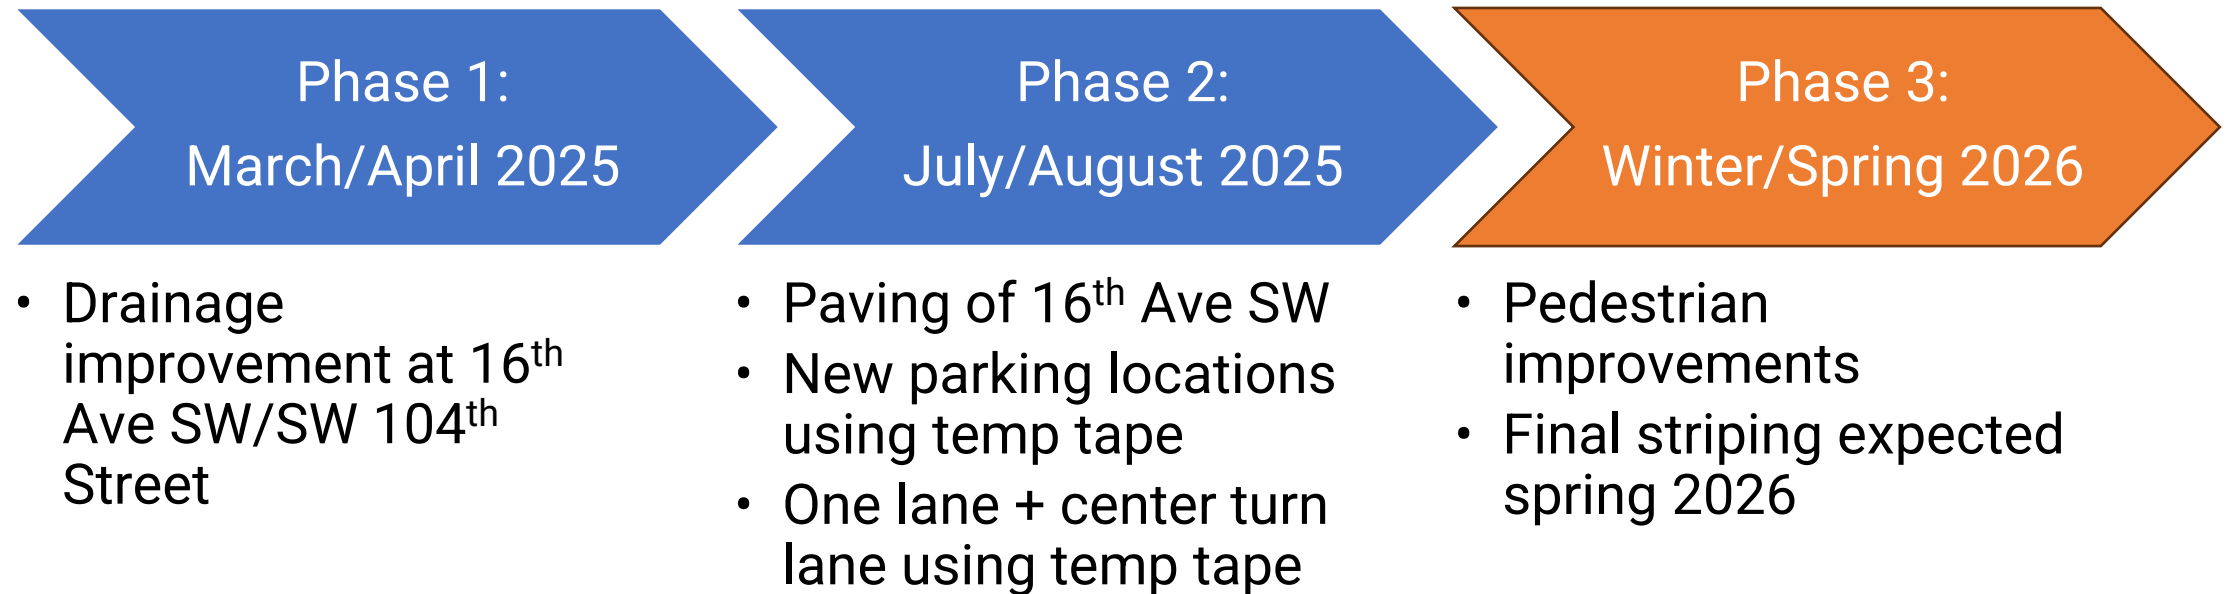 Phase 1:
March/April 2025
• Drainage
improvement at 16th
Ave SW/SW 104th
Street
Phase 2:
July/August 2025
• Paving of 16th Ave SW
• New parking locations
using temp tape
• One lane + center turn
lane using temp tape
Phase 3:
Winter/Spring 2026
• Pedestrian
improvements
• Final striping expected
spring 2026